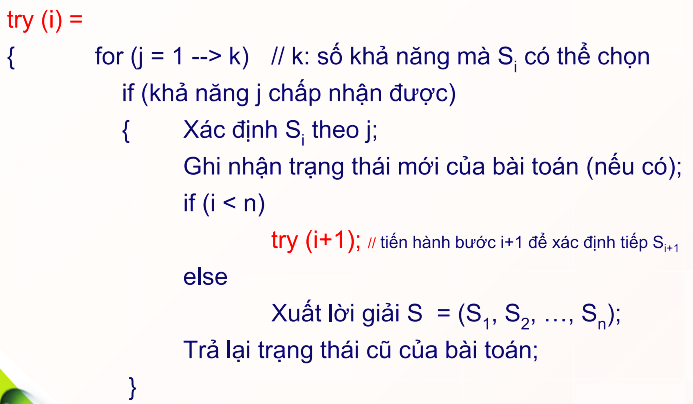 try (i) =
{ for (j = 1 --> k) // k: số khả năng mà Sᵢ có thể chọn
if (khả năng j chấp nhận được)
{ Xác định Sᵢ theo j;
Ghi nhận trạng thái mới của bài toán (nếu có);
if (i < n)
try (i+1); // tiến hành bước i+1 để xác định tiếp Sᵢ₊₁
else
Xuất lời giải S = (S₁, S₂, …, Sₙ);
Trả lại trạng thái cũ của bài toán;
}